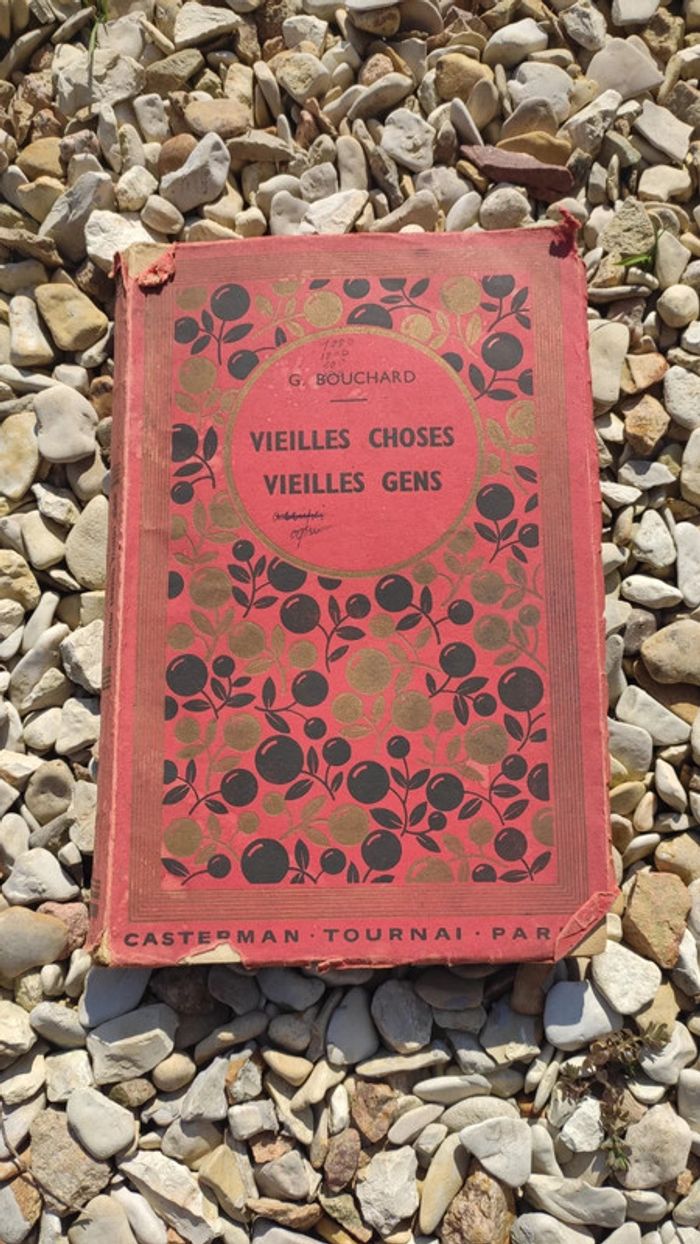 G. BOUCHARD
VIEILLES CHOSES
VIEILLES GENS
CASTERMAN · TOURNAI · PAR